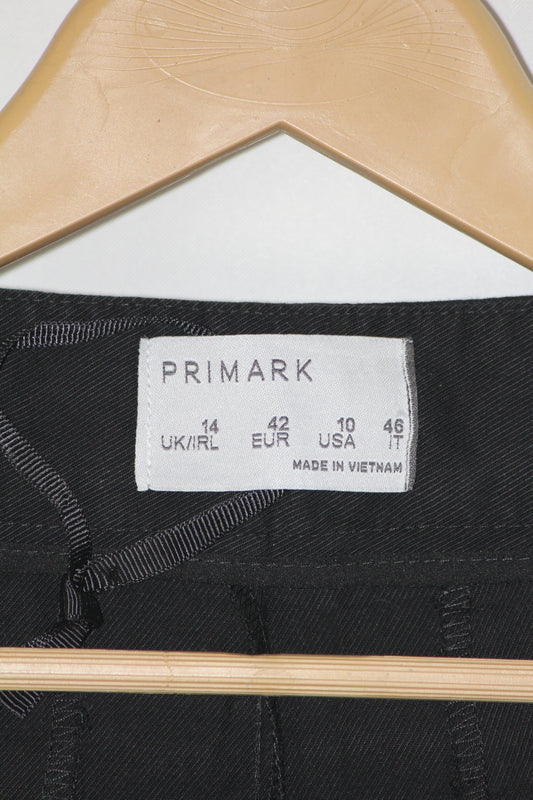 PRIMARK
14 42 10 46
UK/IRL EUR USA IT
MADE IN VIETNAM